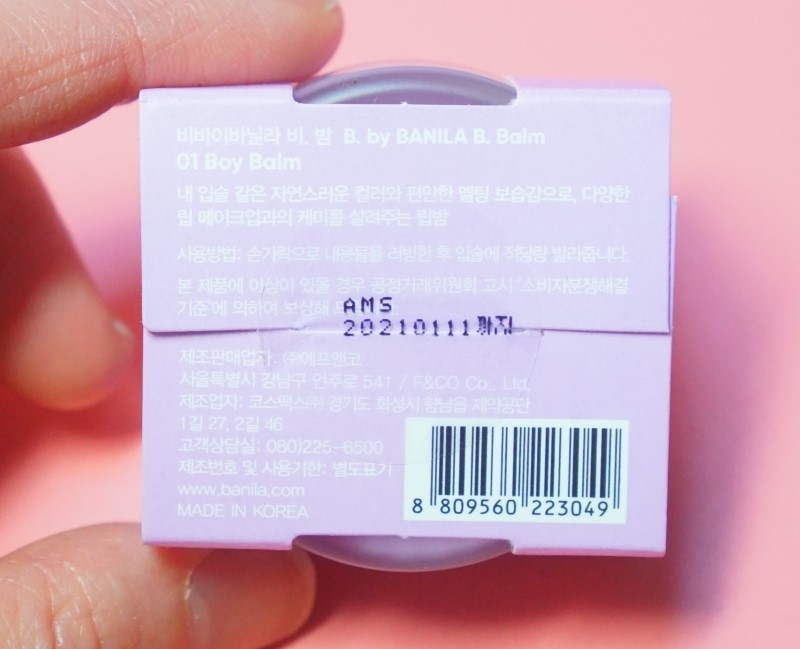 비바이바닐라 비. 밤 B. by BANILA B. Balm
01 Boy Balm
내 입술 같은 자연스러운 컬러와 편안한 멜팅 보습감으로, 다양한
립 메이크업과의 케미를 살려주는 립밤
사용방법: 손가락으로 내용물을 러빙한 후 입술에 적당량 발라줍니다.
본 제품에 이상이 있을 경우 공정거래위원회 고시 "소비자분쟁해결
기준"에 의하여 보상해
AMS
20210111까지
제조판매업자: ㈜에프앤코
서울특별시 강남구 언주로 541 / F&CO Co., Ltd.
제조업자: 코스맥스㈜ 경기도 화성시 향남읍 제약공단
1길 27, 2길 46
고객상담실: 080)225-6500
제조번호 및 사용기한: 별도표기
www.banila.com
MADE IN KOREA
8 809560 223049